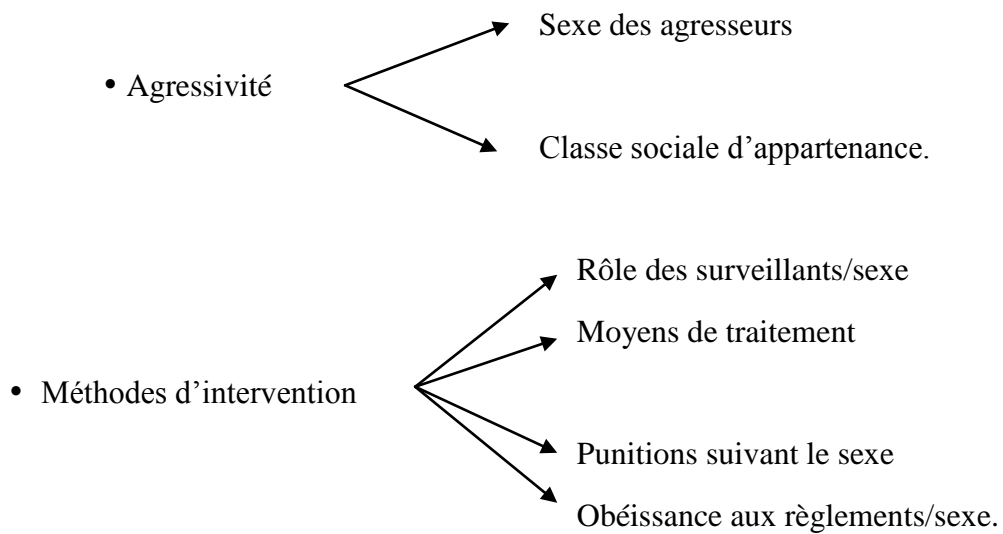 Sexe des agresseurs
• Agressivité
Classe sociale d’appartenance.
Rôle des surveillants/sexe
Moyens de traitement
• Méthodes d’intervention
Punitions suivant le sexe
Obéissance aux règlements/sexe.